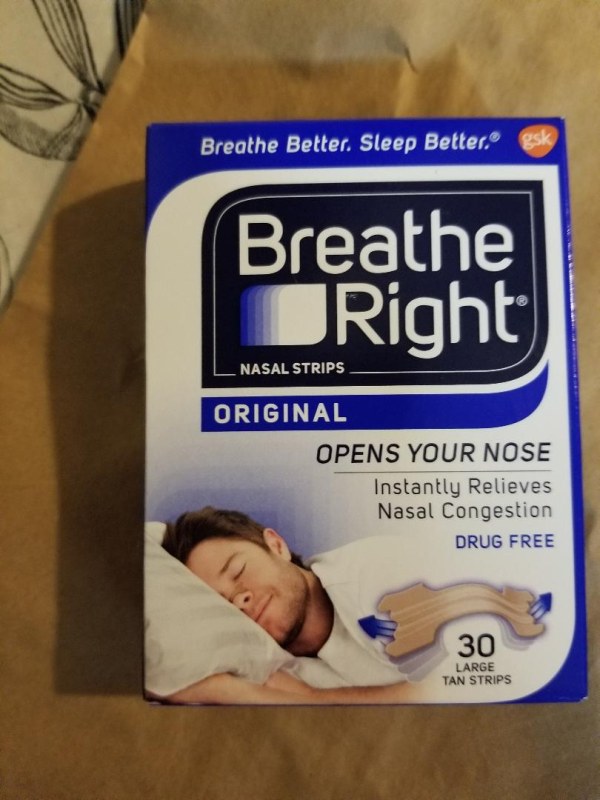 Breathe Better. Sleep Better.®
gsk
Breathe
Right®
NASAL STRIPS
ORIGINAL
OPENS YOUR NOSE
Instantly Relieves
Nasal Congestion
DRUG FREE
30
LARGE
TAN STRIPS